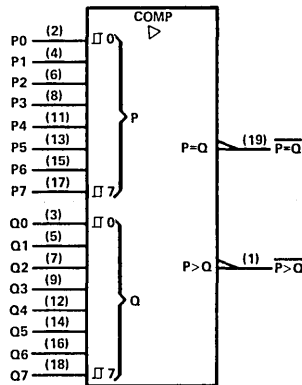 COMP
P0 (2) 0
P1 (4)
P2 (6)
P3 (8)
P4 (11) P
P5 (13) P=Q (19) P=Q
P6 (15)
P7 (17) 7
Q0 (3) 0
Q1 (5)
Q2 (7) P>Q (1) P>Q
Q3 (9)
Q4 (12) Q
Q5 (14)
Q6 (16)
Q7 (18) 7